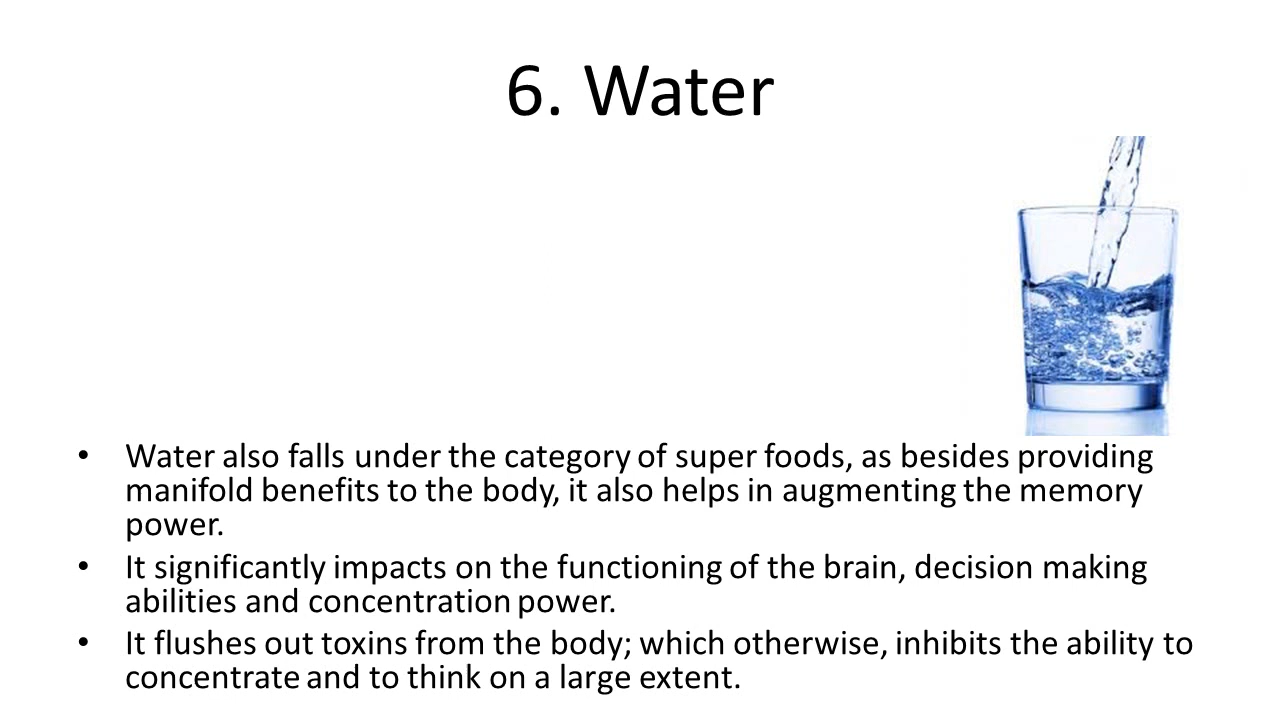 6. Water
• Water also falls under the category of super foods, as besides providing
manifold benefits to the body, it also helps in augmenting the memory
power.
• It significantly impacts on the functioning of the brain, decision making
abilities and concentration power.
• It flushes out toxins from the body; which otherwise, inhibits the ability to
concentrate and to think on a large extent.